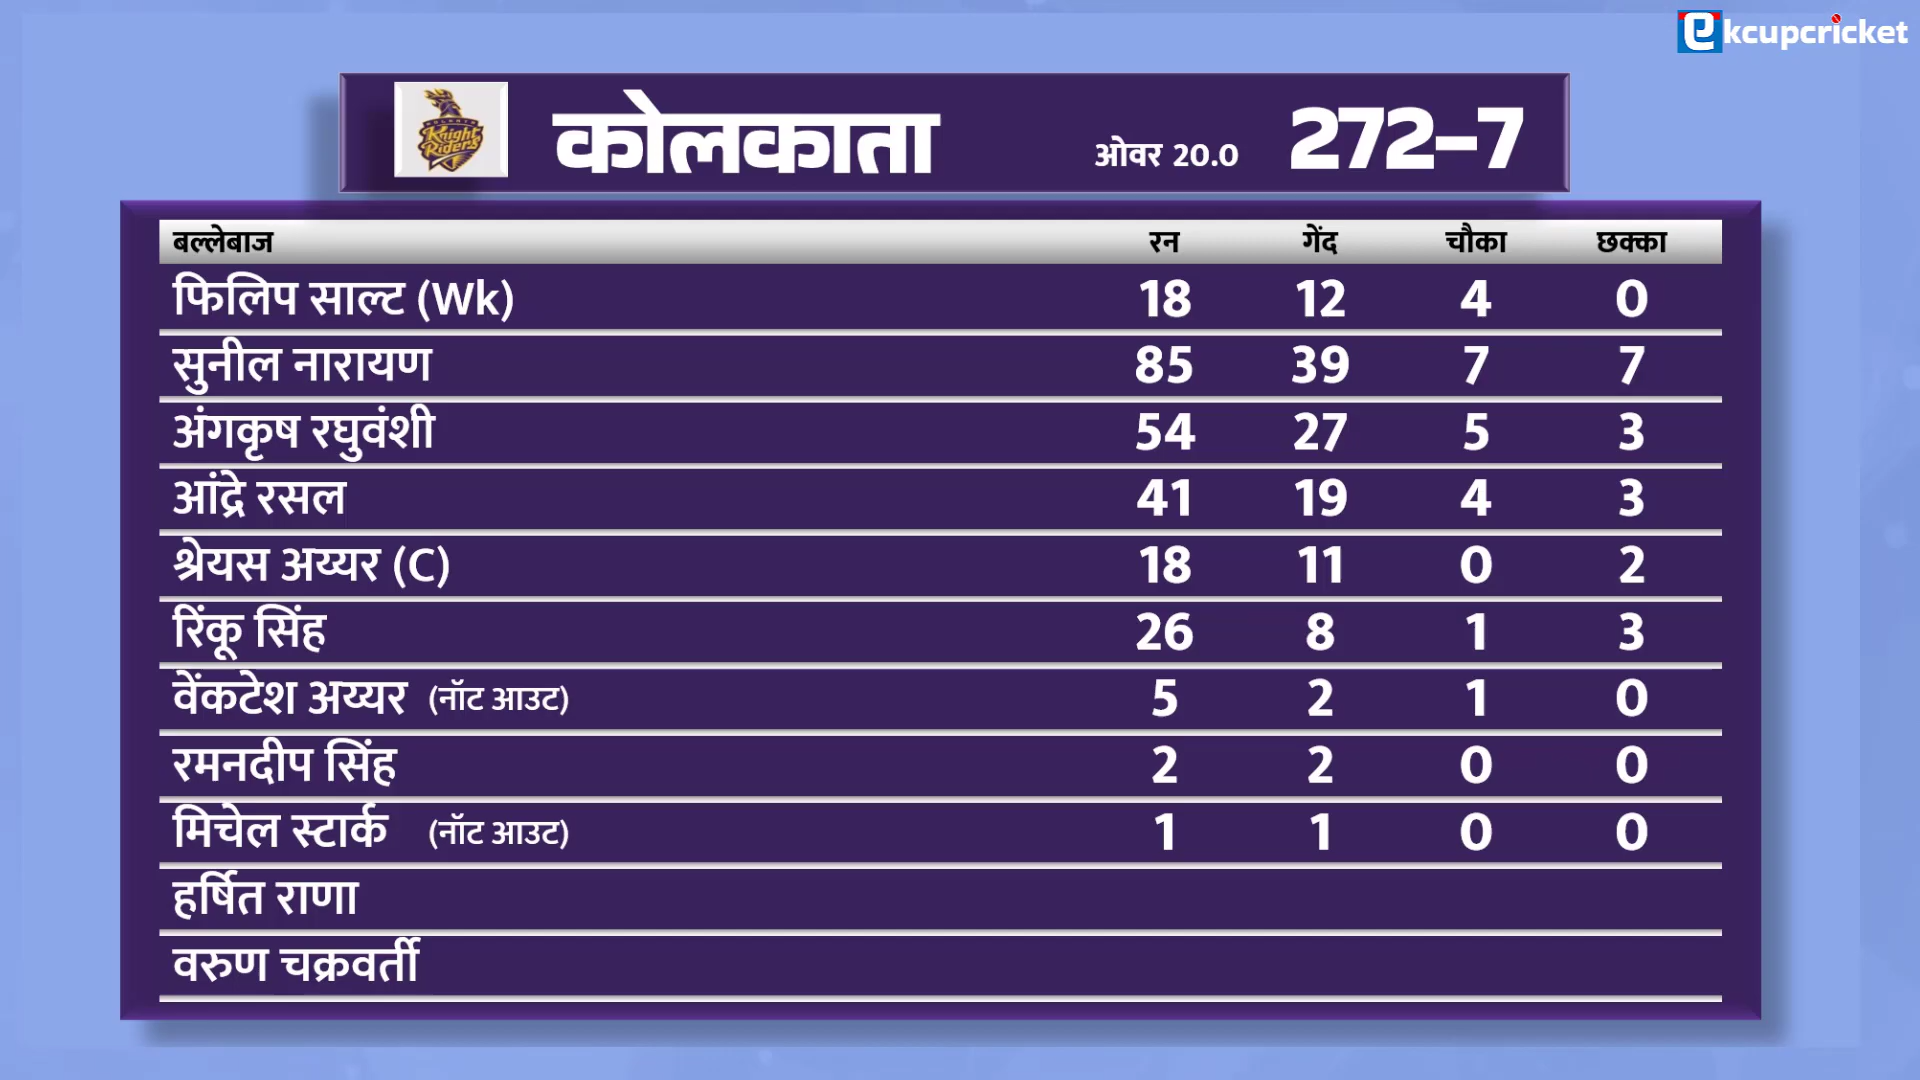 ekcupcricket
Knight Riders
कोलकाता ओवर 20.0 272-7
बल्लेबाज रन गेंद चौका छक्का
फिलिप साल्ट (Wk) 18 12 4 0
सुनील नारायण 85 39 7 7
अंगकृष रघुवंशी 54 27 5 3
आंद्रे रसल 41 19 4 3
श्रेयस अय्यर (C) 18 11 0 2
रिंकू सिंह 26 8 1 3
वेंकटेश अय्यर (नॉट आउट) 5 2 1 0
रमनदीप सिंह 2 2 0 0
मिचेल स्टार्क (नॉट आउट) 1 1 0 0
हर्षित राणा
वरुण चक्रवर्ती